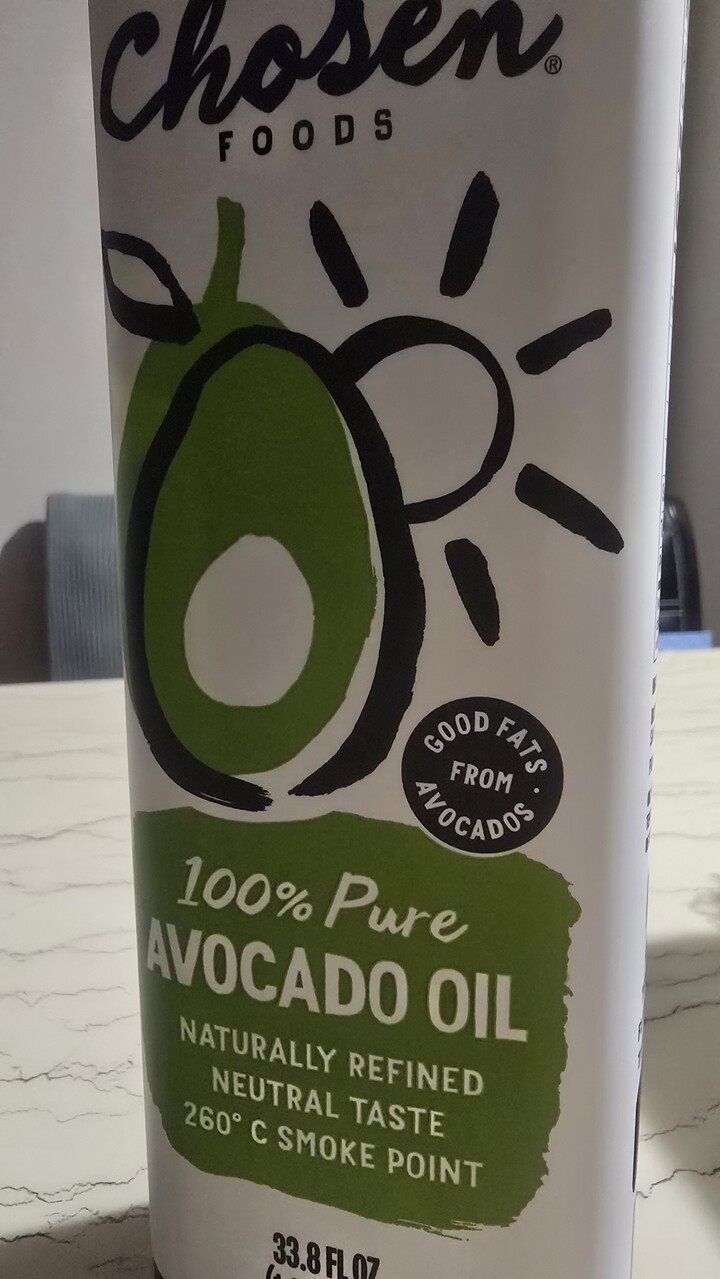 Chosen®
FOODS
GOOD FATS
FROM
AVOCADOS
100% Pure
AVOCADO OIL
NATURALLY REFINED
NEUTRAL TASTE
260° C SMOKE POINT
33.8 FL OZ